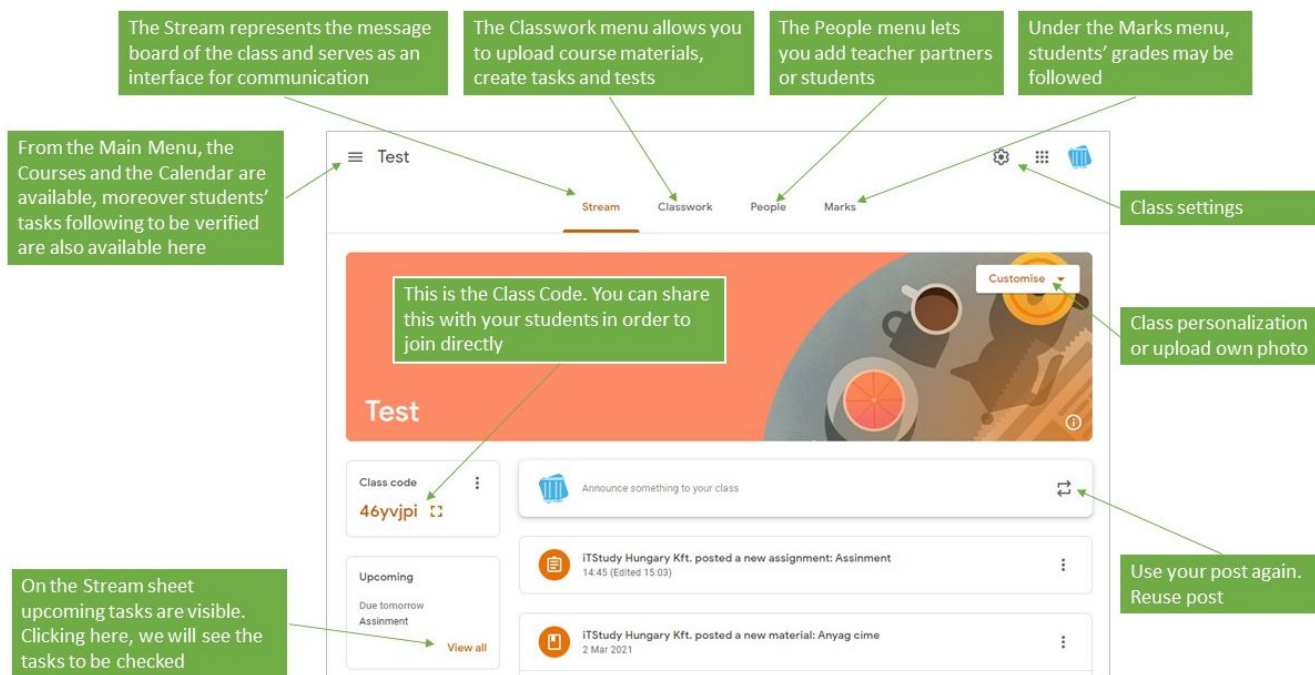 The Stream represents the message
board of the class and serves as an
interface for communication
The Classwork menu allows you
to upload course materials,
create tasks and tests
The People menu lets
you add teacher partners
or students
Under the Marks menu,
students' grades may be
followed
From the Main Menu, the
Courses and the Calendar are
available, moreover students'
tasks following to be verified
are also available here
Test
Stream
Classwork
People
Marks
Class settings
Customise
This is the Class Code. You can share
this with your students in order to
join directly
Class personalization
or upload own photo
Test
Class code
46yvjpi
Announce something to your class
iTStudy Hungary Kft. posted a new assignment: Assinment
14:45 (Edited 15:03)
Use your post again.
Reuse post
On the Stream sheet
upcoming tasks are visible.
Clicking here, we will see the
tasks to be checked
Upcoming
Due tomorrow
Assinment
View all
iTStudy Hungary Kft. posted a new material: Anyag címe
2 Mar 2021